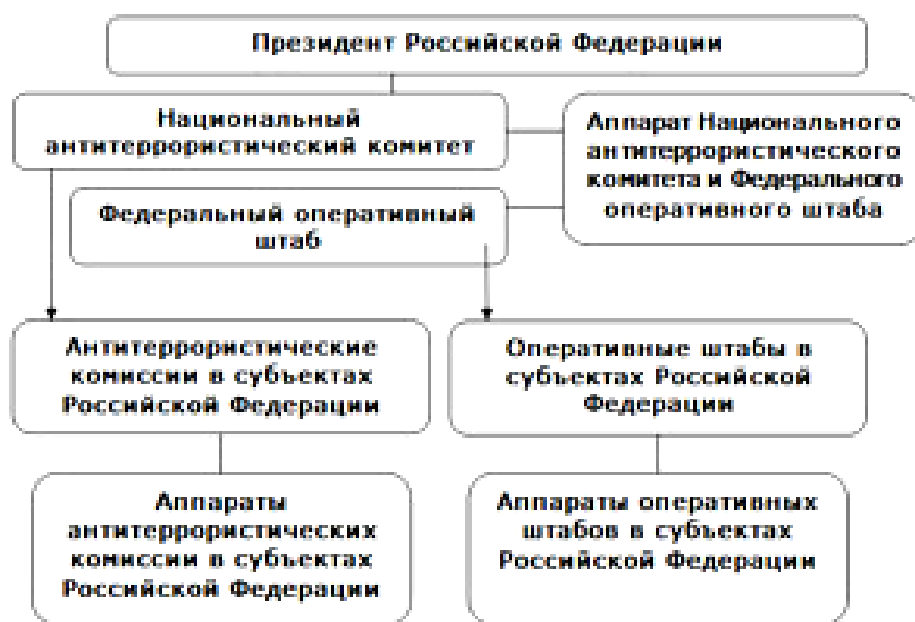 Президент Российской Федерации
Национальный
антитеррористический комитет
Аппарат Национального
антитеррористического
комитета и Федерального
оперативного штаба
Федеральный оперативный
штаб
Антитеррористические
комиссии в субъектах
Российской Федерации
Оперативные штабы в
субъектах Российской
Федерации
Аппараты
антитеррористических
комиссии в субъектах
Российской Федерации
Аппараты оперативных
штабов в субъектах
Российской Федерации